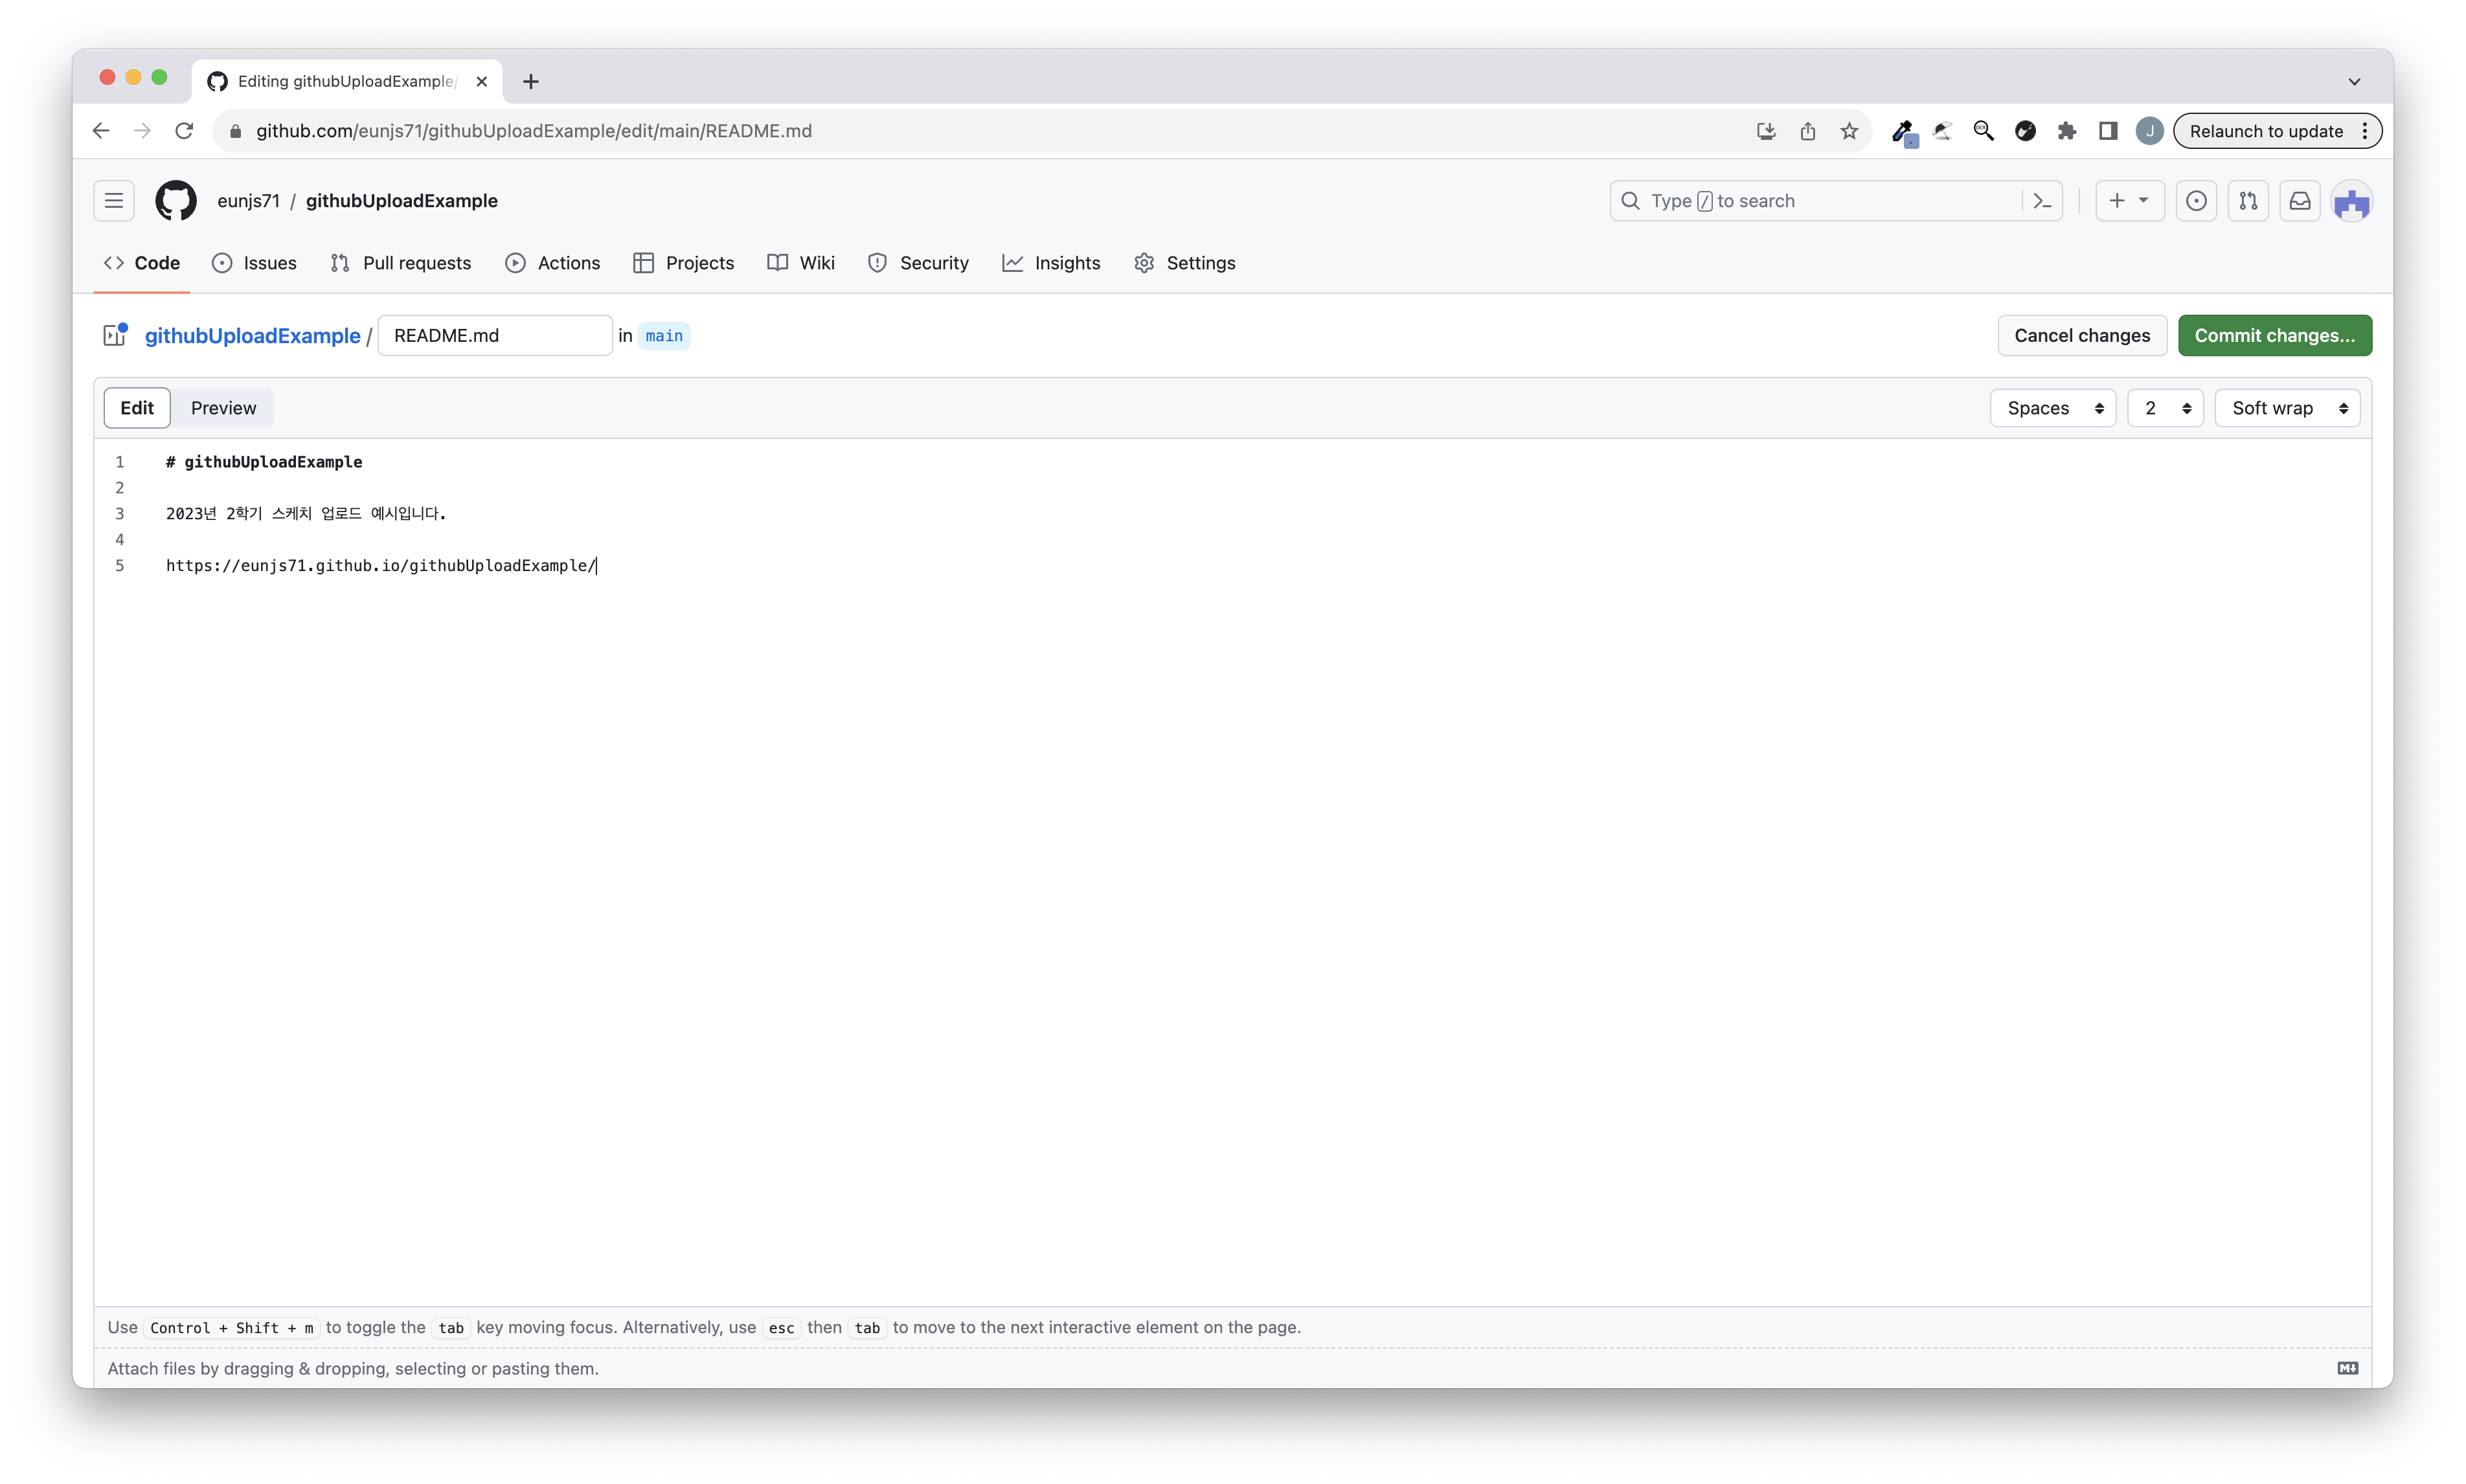 Editing githubUploadExample/
github.com/eunjs71/githubUploadExample/edit/main/README.md
J
Relaunch to update
eunjs71 / githubUploadExample
Type / to search
Code
Issues
Pull requests
Actions
Projects
Wiki
Security
Insights
Settings
githubUploadExample / README.md in main
Cancel changes
Commit changes...
Edit
Preview
Spaces
2
Soft wrap
1 # githubUploadExample
2
3 2023년 2학기 스케치 업로드 예시입니다.
4
5 https://eunjs71.github.io/githubUploadExample/
Use Control + Shift + m to toggle the tab key moving focus. Alternatively, use esc then tab to move to the next interactive element on the page.
Attach files by dragging & dropping, selecting or pasting them.